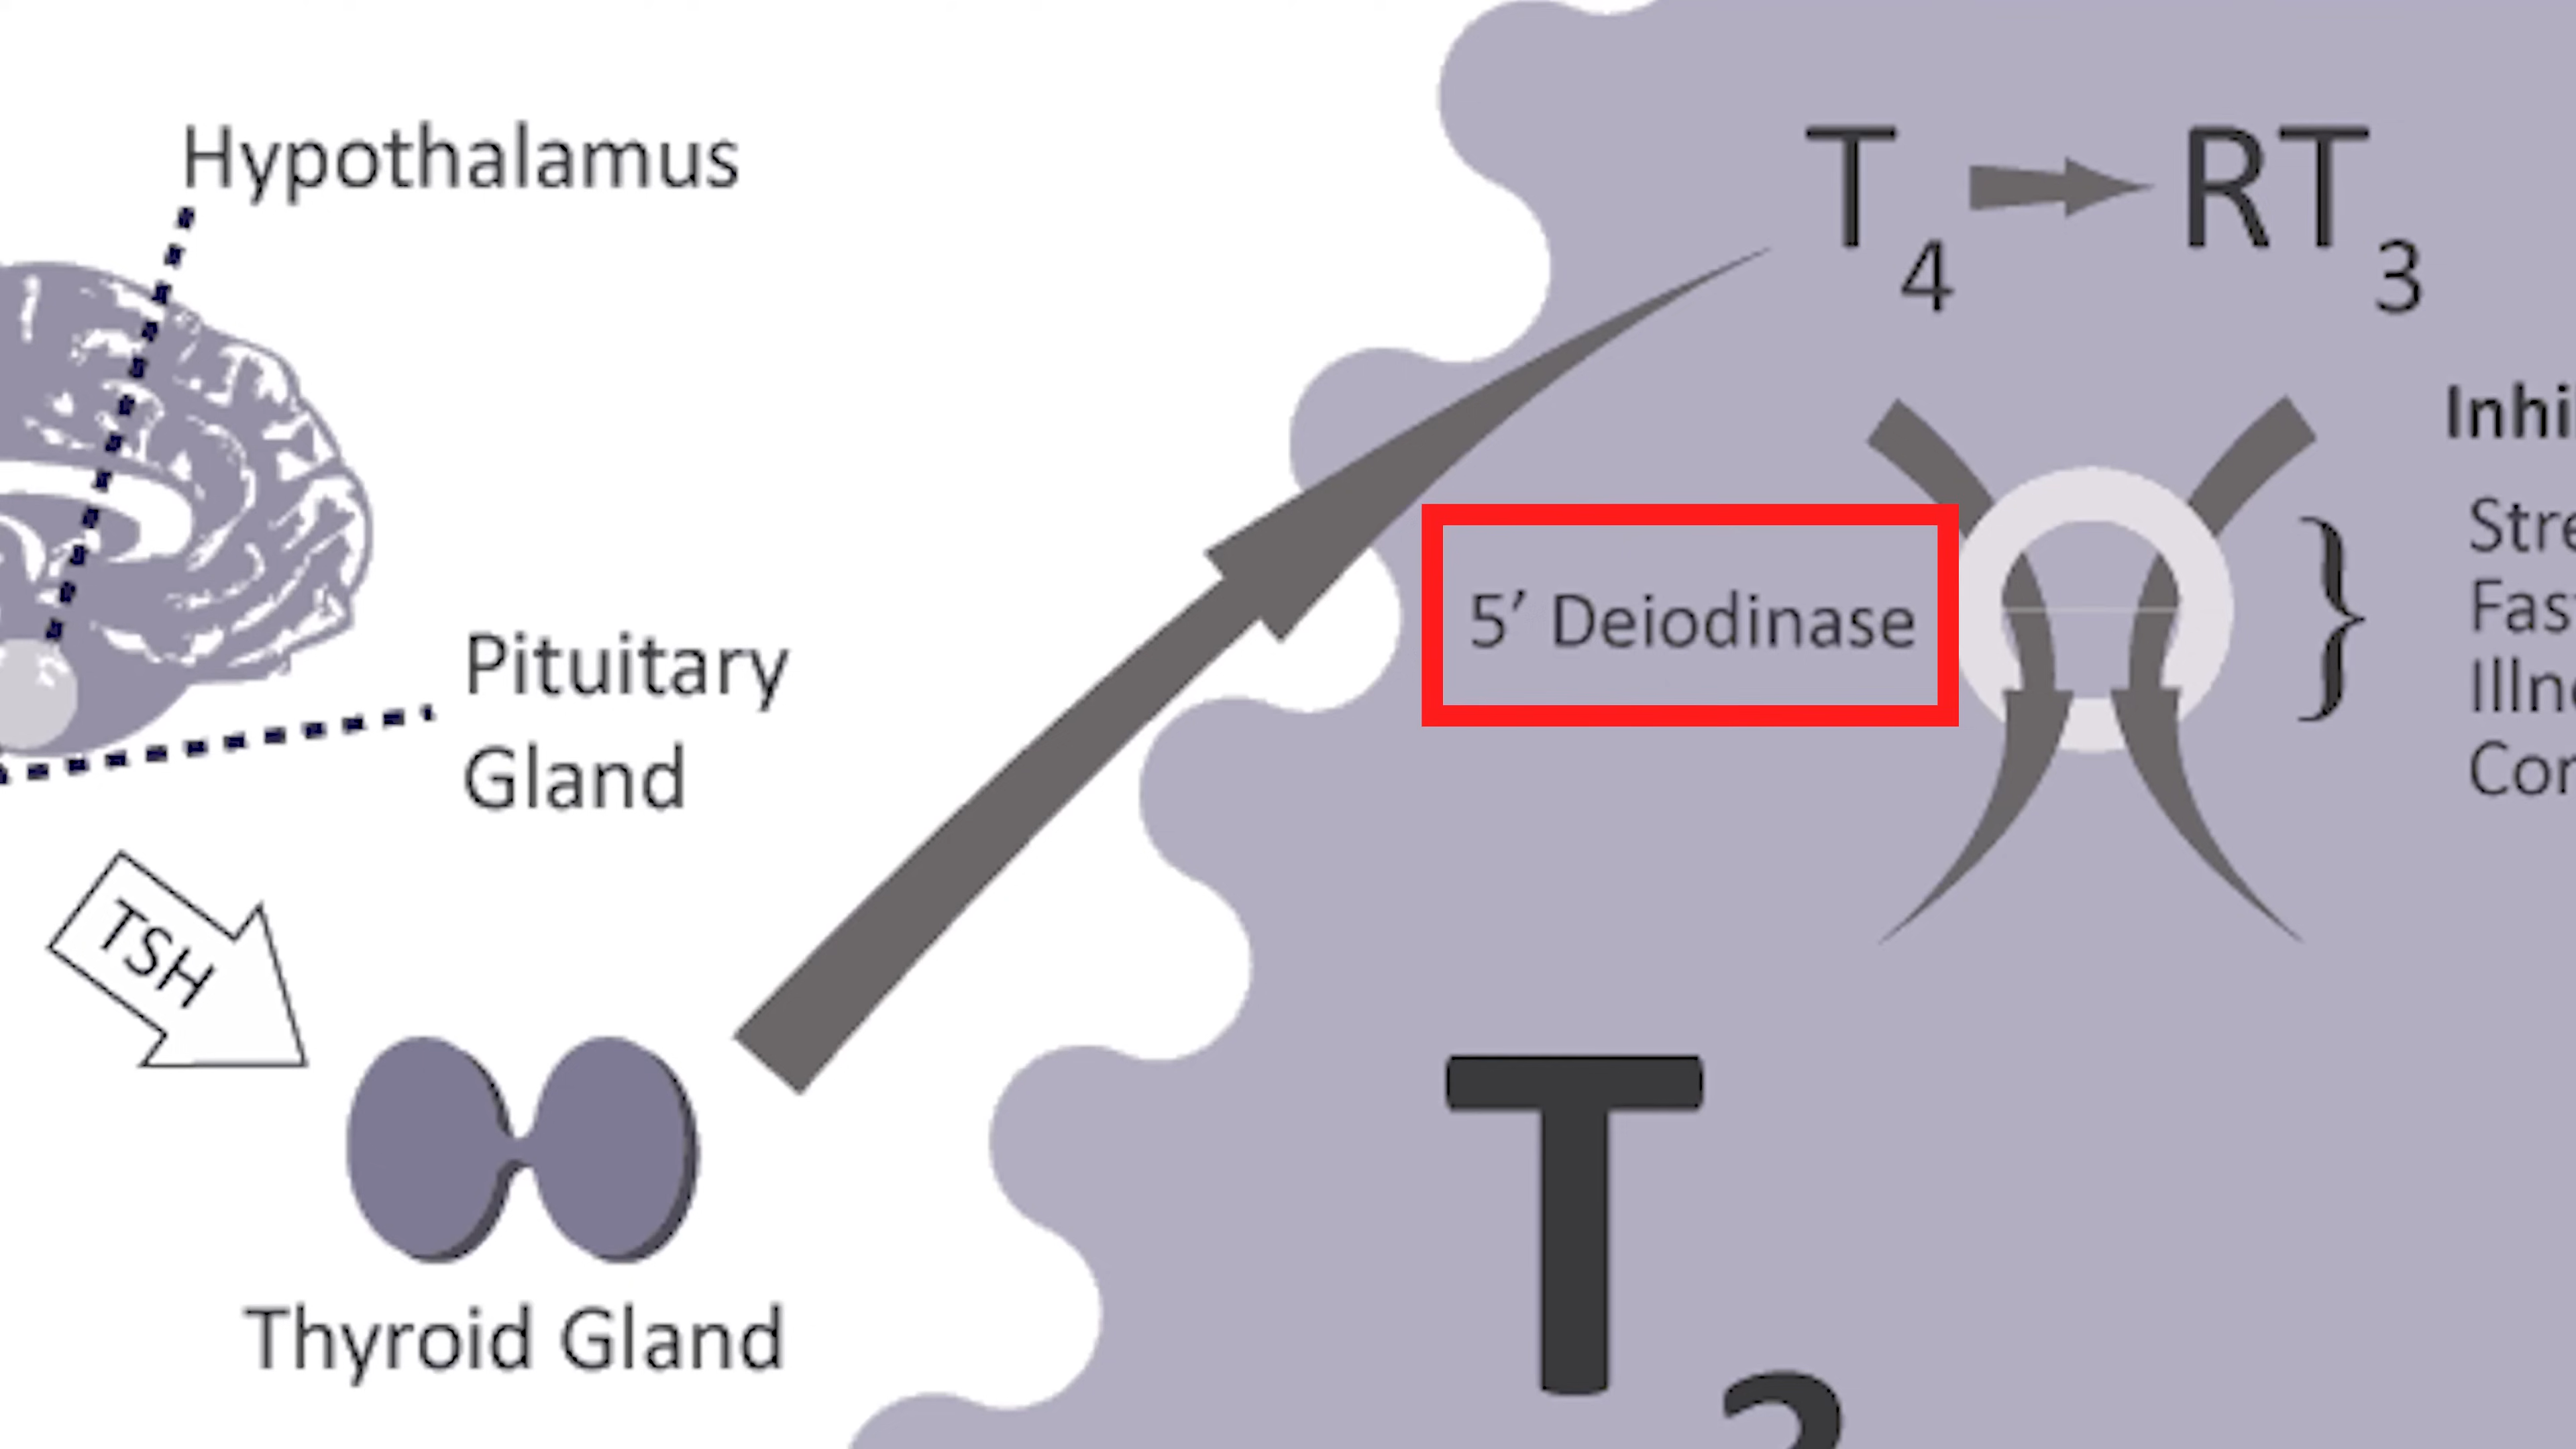 Hypothalamus
Pituitary
Gland
TSH
Thyroid Gland
T4 RT3
5′ Deiodinase
T